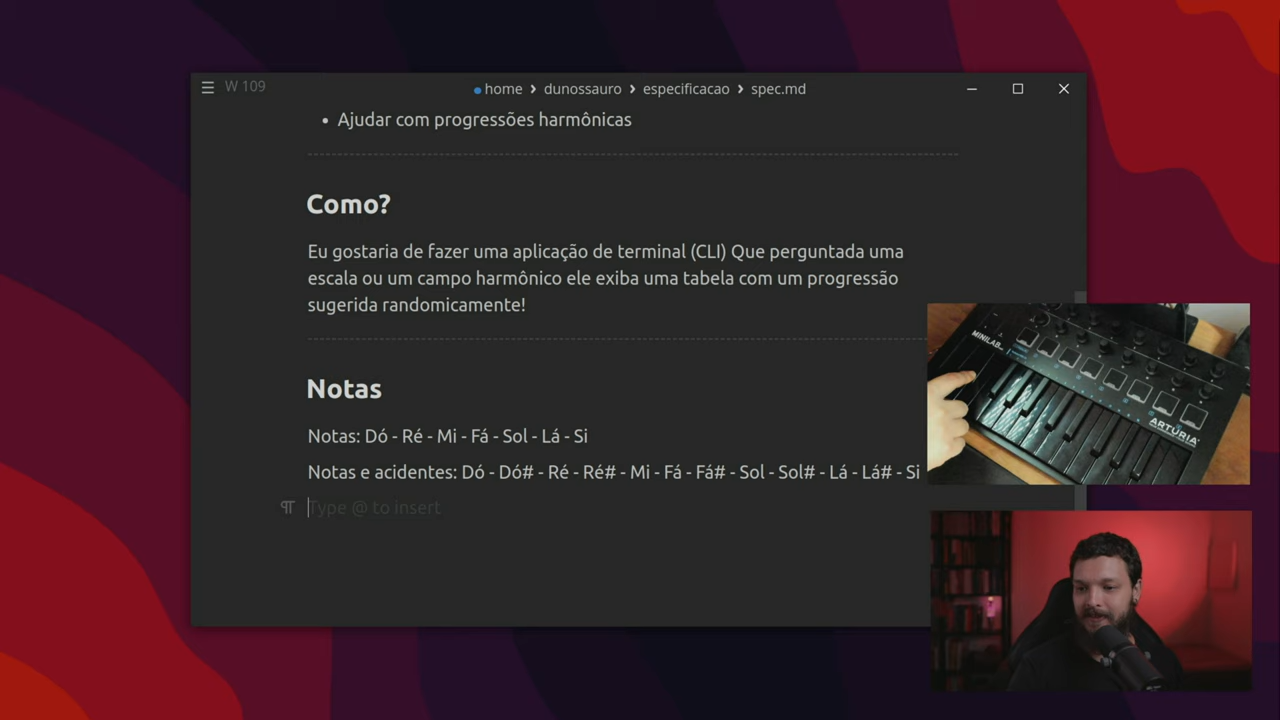 W 109
home › dunossauro › especificacao › spec.md
Ajudar com progressões harmônicas
Como?
Eu gostaria de fazer uma aplicação de terminal (CLI) Que perguntada uma
escala ou um campo harmônico ele exiba uma tabela com um progressão
sugerida randomicamente!
Notas
Notas: Dó - Ré - Mi - Fá - Sol - Lá - Si
Notas e acidentes: Dó - Dó# - Ré - Ré# - Mi - Fá - Fá# - Sol - Sol# - Lá - Lá# - Si
Type @ to insert
MINILAB
ARTURIA